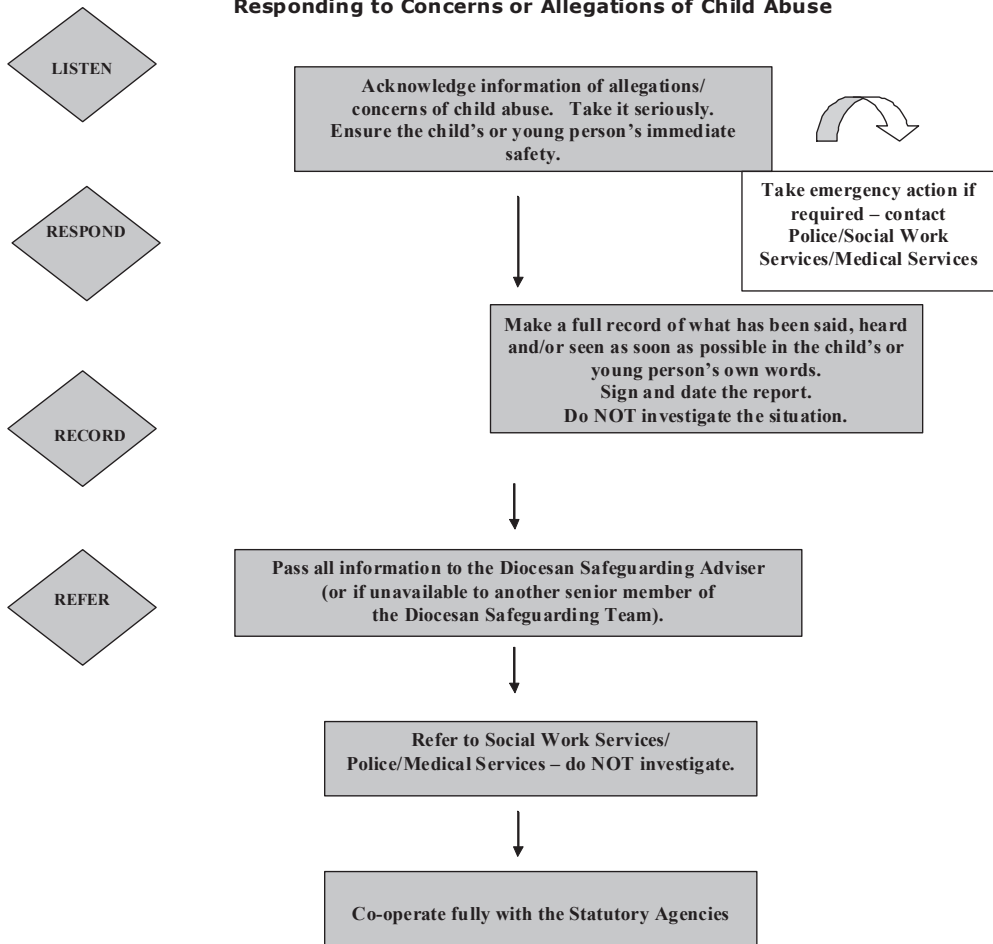 Responding to Concerns or Allegations of Child Abuse
LISTEN
Acknowledge information of allegations/
concerns of child abuse. Take it seriously.
Ensure the child’s or young person’s immediate
safety.
Take emergency action if
required – contact
Police/Social Work
Services/Medical Services
RESPOND
Make a full record of what has been said, heard
and/or seen as soon as possible in the child’s or
young person’s own words.
Sign and date the report.
Do NOT investigate the situation.
RECORD
Pass all information to the Diocesan Safeguarding Adviser
(or if unavailable to another senior member of
the Diocesan Safeguarding Team).
REFER
Refer to Social Work Services/
Police/Medical Services – do NOT investigate.
Co-operate fully with the Statutory Agencies